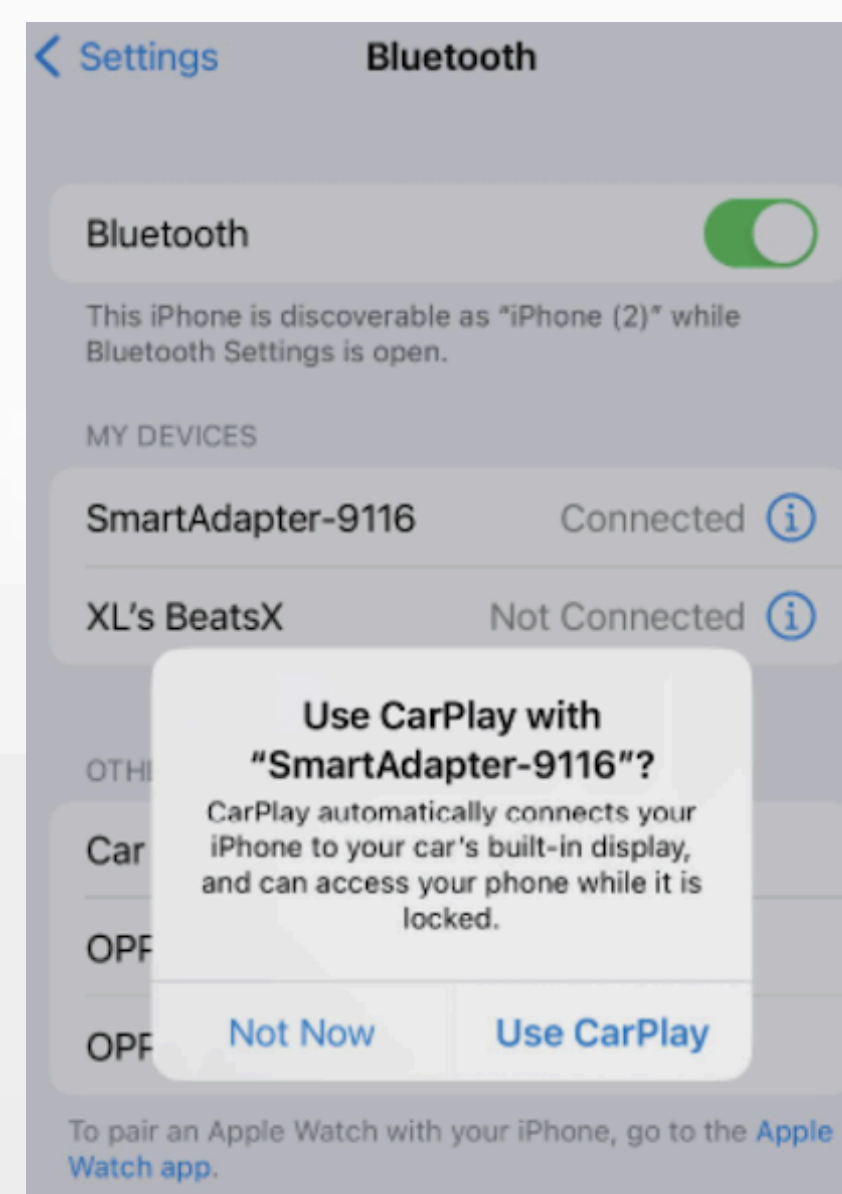 Settings Bluetooth
Bluetooth
This iPhone is discoverable as "iPhone (2)" while
Bluetooth Settings is open.
MY DEVICES
SmartAdapter-9116 Connected
XL's BeatsX Not Connected
Use CarPlay with
"SmartAdapter-9116"?
CarPlay automatically connects your
iPhone to your car's built-in display,
and can access your phone while it is
locked.
Car
Not Now Use CarPlay
To pair an Apple Watch with your iPhone, go to the Apple
Watch app.